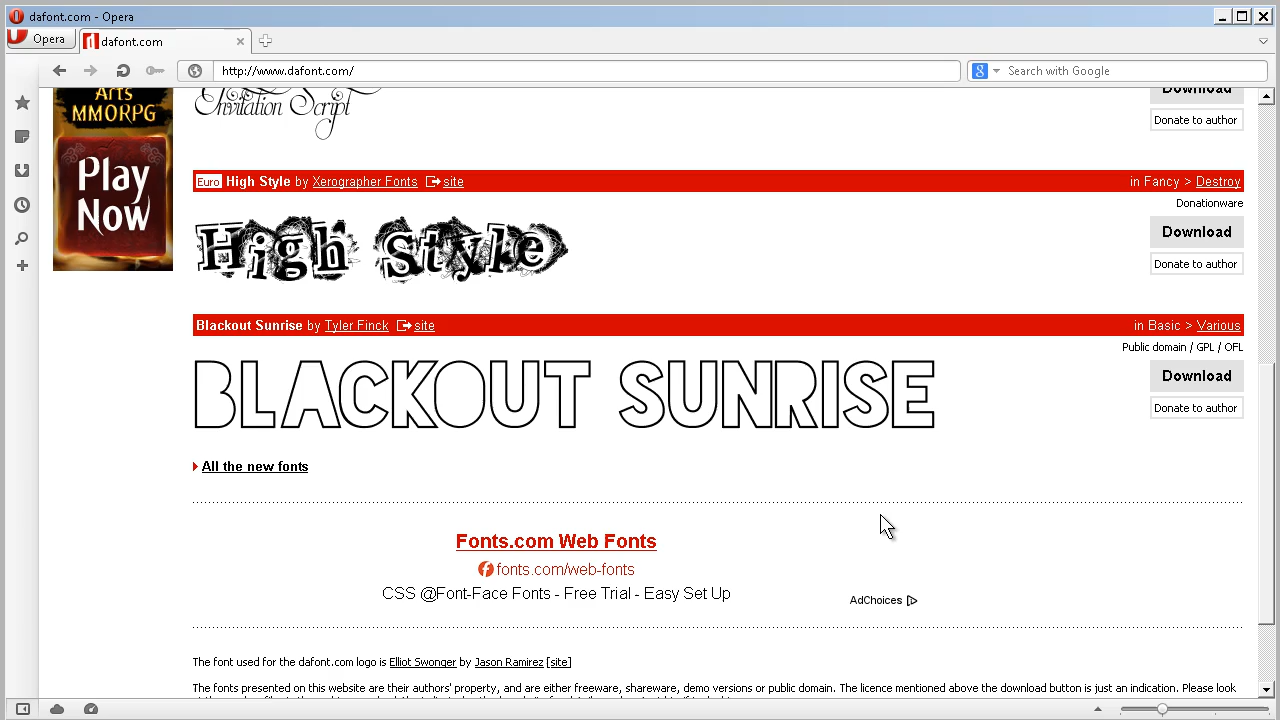 dafont.com - Opera
Opera
dafont.com
http://www.dafont.com/
Search with Google
Arts
MMORPG
Play
Now
Invitation Script
Download
Donate to author
Euro High Style by Xerographer Fonts site
in Fancy > Destroy
Donationware
High Style
Download
Donate to author
Blackout Sunrise by Tyler Finck site
in Basic > Various
Public domain / GPL / OFL
BLACKOUT SUNRISE
Download
Donate to author
All the new fonts
Fonts.com Web Fonts
fonts.com/web-fonts
CSS @Font-Face Fonts - Free Trial - Easy Set Up
AdChoices
The font used for the dafont.com logo is Elliot Swonger by Jason Ramirez [site]
The fonts presented on this website are their authors' property, and are either freeware, shareware, demo versions or public domain. The licence mentioned above the download button is just an indication. Please look